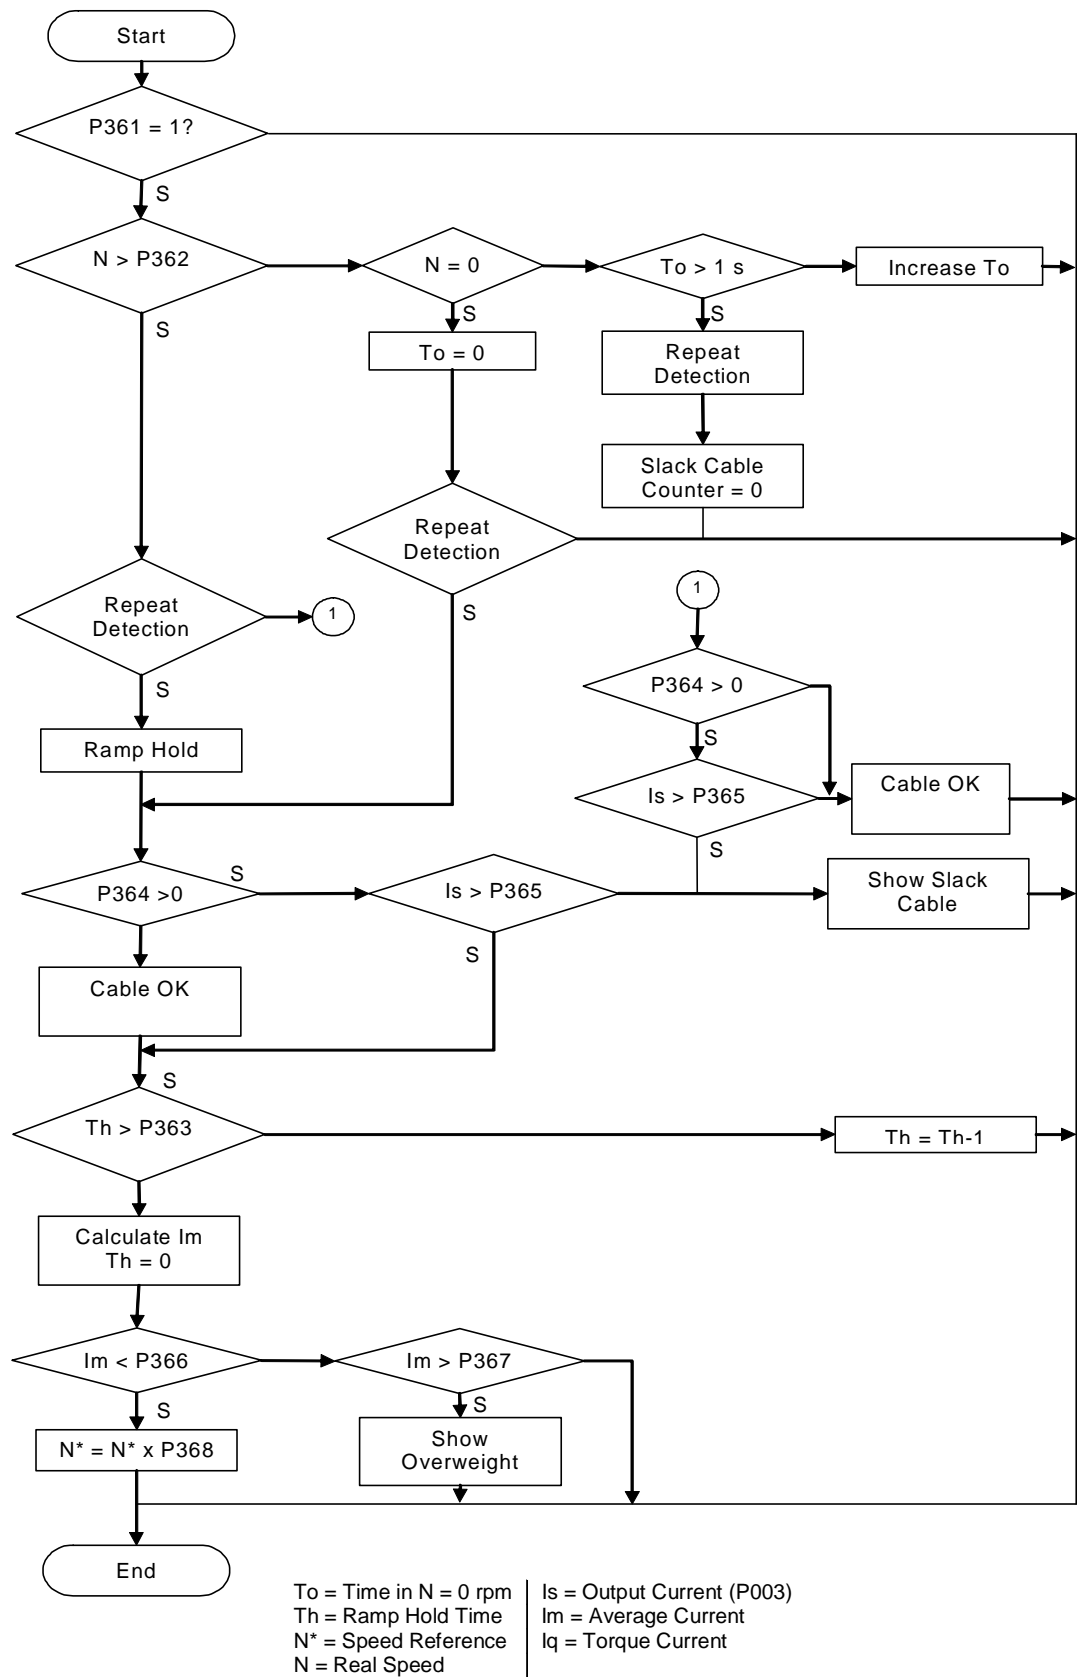 Start
P361 = 1?
S
N > P362
N = 0
To > 1 s
Increase To
S
S
S
To = 0
Repeat
Detection
Slack Cable
Counter = 0
Repeat
Detection
S
Repeat
Detection
1
1
S
P364 > 0
S
Ramp Hold
Is > P365
Cable OK
S
P364 >0
S
Is > P365
Show Slack
Cable
S
Cable OK
S
Th > P363
Th = Th-1
Calculate Im
Th = 0
Im < P366
Im > P367
S
S
N* = N* x P368
Show
Overweight
End
To = Time in N = 0 rpm
Th = Ramp Hold Time
N* = Speed Reference
N = Real Speed
Is = Output Current (P003)
Im = Average Current
Iq = Torque Current